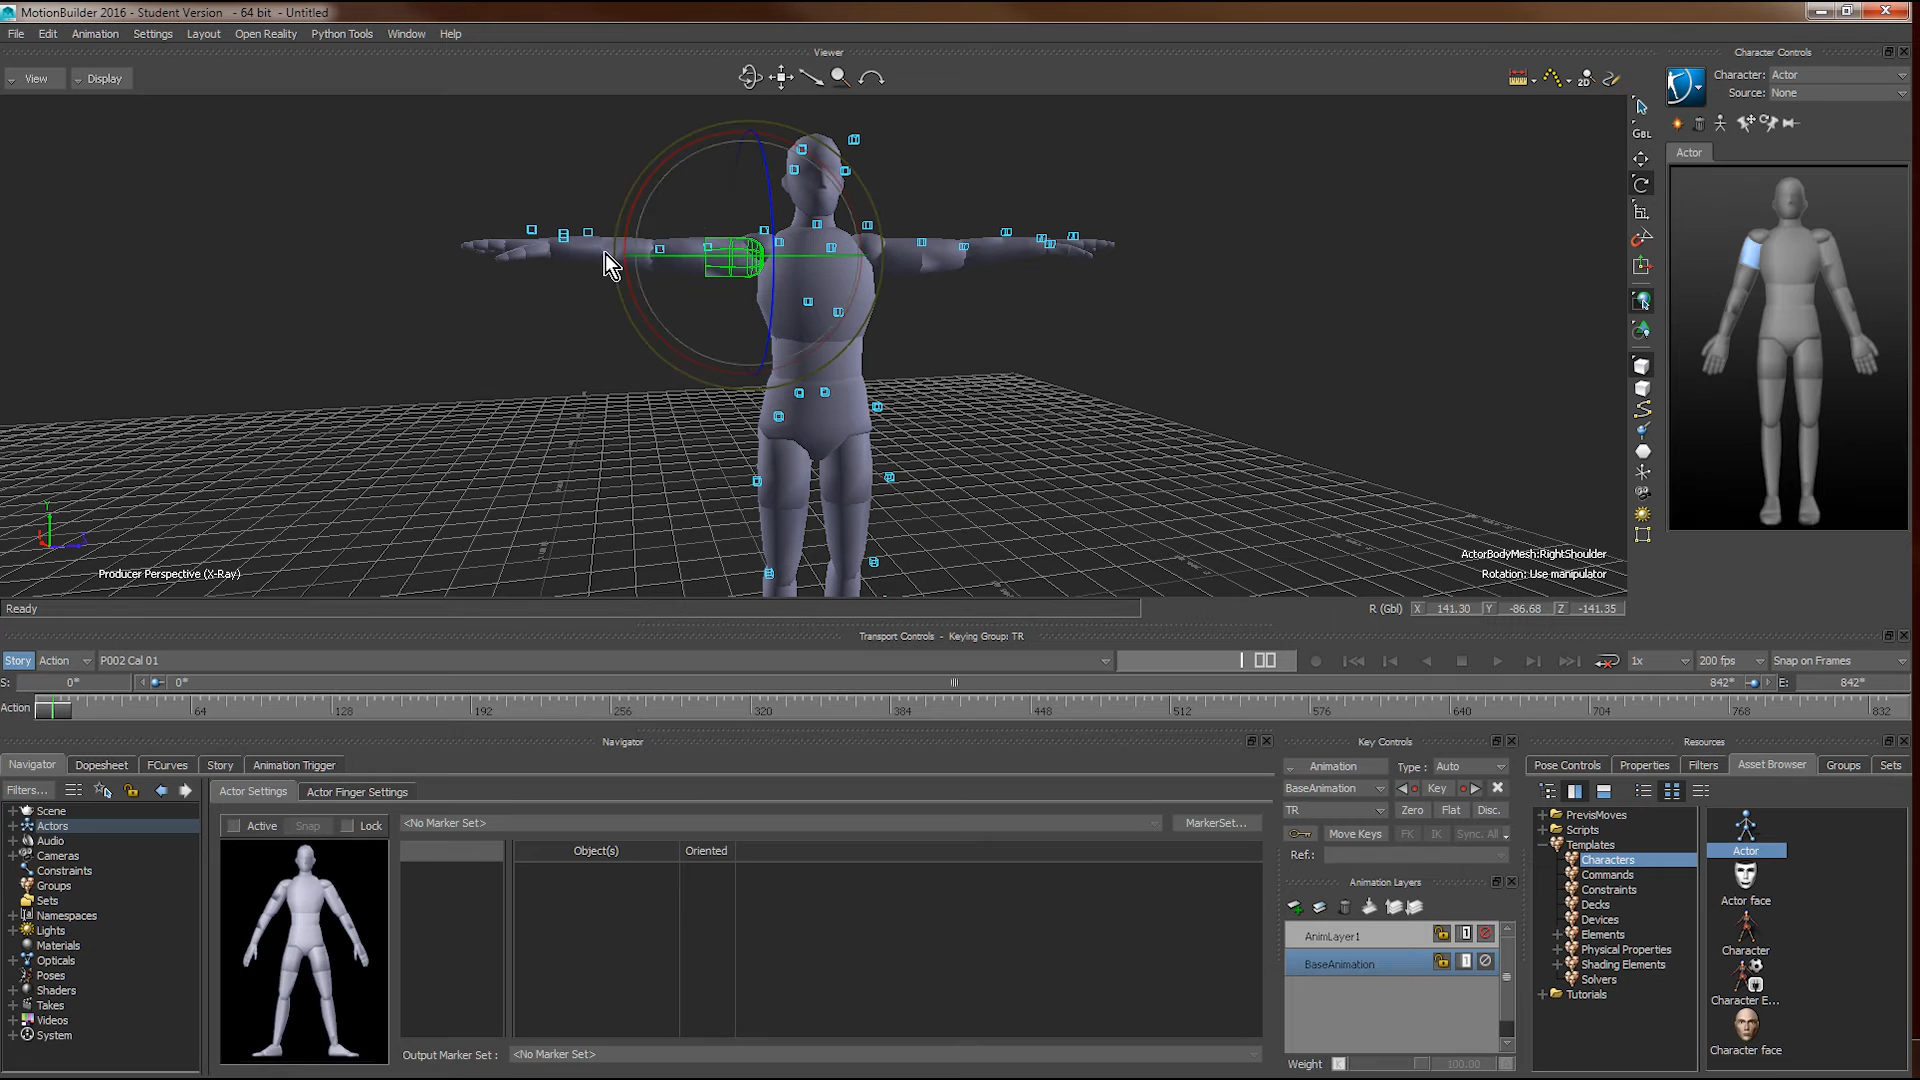 MotionBuilder 2016 - Student Version - 64 bit - Untitled
File Edit Animation Settings Layout Open Reality Python Tools Window Help
Viewer
View Display
Character Controls
Character: Actor
Source: None
GBL
2D
Actor
Y
ActorBodyMesh:RightShoulder
Producer Perspective (X-Ray)
Rotation: Use manipulator
Ready
R (Gbl) X 141.30 Y -86.68 Z -141.35
Transport Controls - Keying Group: TR
Story Action P002 Cal 01 1x 200 fps Snap on Frames
S: 0* 0* 842* E: 842*
Action 64 128 192 256 320 384 448 512 576 640 704 768 832
Navigator
Navigator Dopesheet FCurves Story Animation Trigger
Filters...
Scene
Actors
Audio
Cameras
Constraints
Groups
Sets
Namespaces
Lights
Materials
Opticals
Poses
Shaders
Takes
Videos
System
Actor Settings Actor Finger Settings
Active Snap Lock <No Marker Set> MarkerSet...
Object(s) Oriented
Output Marker Set : <No Marker Set>
Key Controls
Animation Type : Auto
BaseAnimation Key
TR Zero Flat Disc.
Move Keys FK IK Sync. All
Ref.:
Animation Layers
AnimLayer1 1
BaseAnimation 1
Weight K 100.00
Resources
Pose Controls Properties Filters Asset Browser Groups Sets
PrevisMoves
Scripts
Templates
Characters
Commands
Constraints
Decks
Devices
Elements
Physical Properties
Shading Elements
Solvers
Tutorials
Actor
Actor face
Character
Character E...
Character face